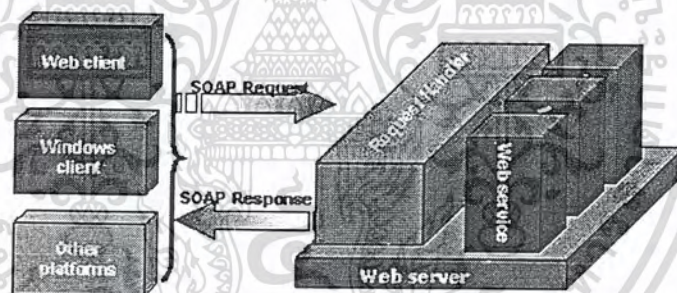 Web client
Windows
client
Other
platforms
SOAP Request
SOAP Response
Request Handler
Web service
Web server